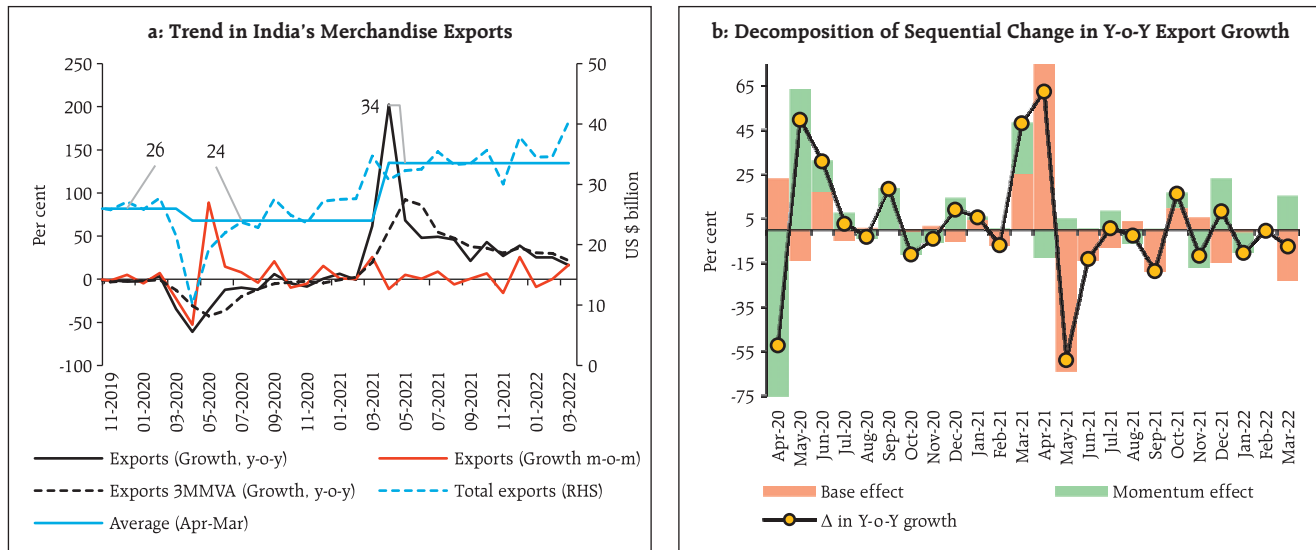 a: Trend in India's Merchandise Exports
250
200
150
100
50
0
-50
-100
Per cent
50
40
30
20
10
0
US $ billion
26
24
34
11-2019
01-2020
03-2020
05-2020
07-2020
09-2020
11-2020
01-2021
03-2021
05-2021
07-2021
09-2021
11-2021
01-2022
03-2022
Exports (Growth, y-o-y)
Exports (Growth m-o-m)
Exports 3MMVA (Growth, y-o-y)
Total exports (RHS)
Average (Apr-Mar)
b: Decomposition of Sequential Change in Y-o-Y Export Growth
65
45
25
5
-15
-35
-55
-75
Per cent
Apr-20
May-20
Jun-20
Jul-20
Aug-20
Sep-20
Oct-20
Nov-20
Dec-20
Jan-21
Feb-21
Mar-21
Apr-21
May-21
Jun-21
Jul-21
Aug-21
Sep-21
Oct-21
Nov-21
Dec-21
Jan-22
Feb-22
Mar-22
Base effect
Momentum effect
Δ in Y-o-Y growth